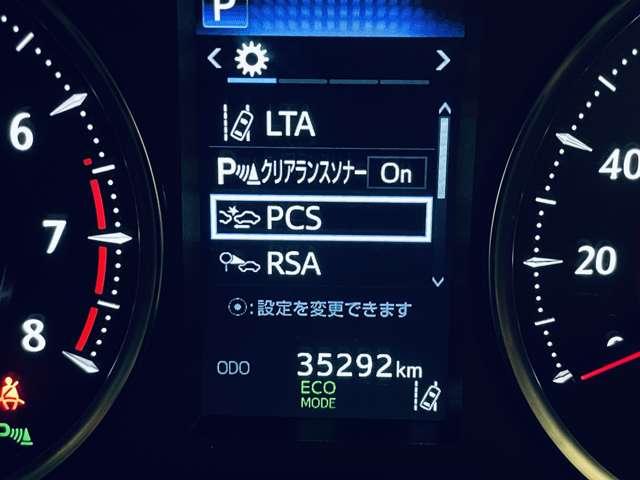 P
LTA
P クリアランスソナー On
PCS
RSA
:設定を変更できます
ODO 35292km
ECO
MODE
6
7
8
P
40
20